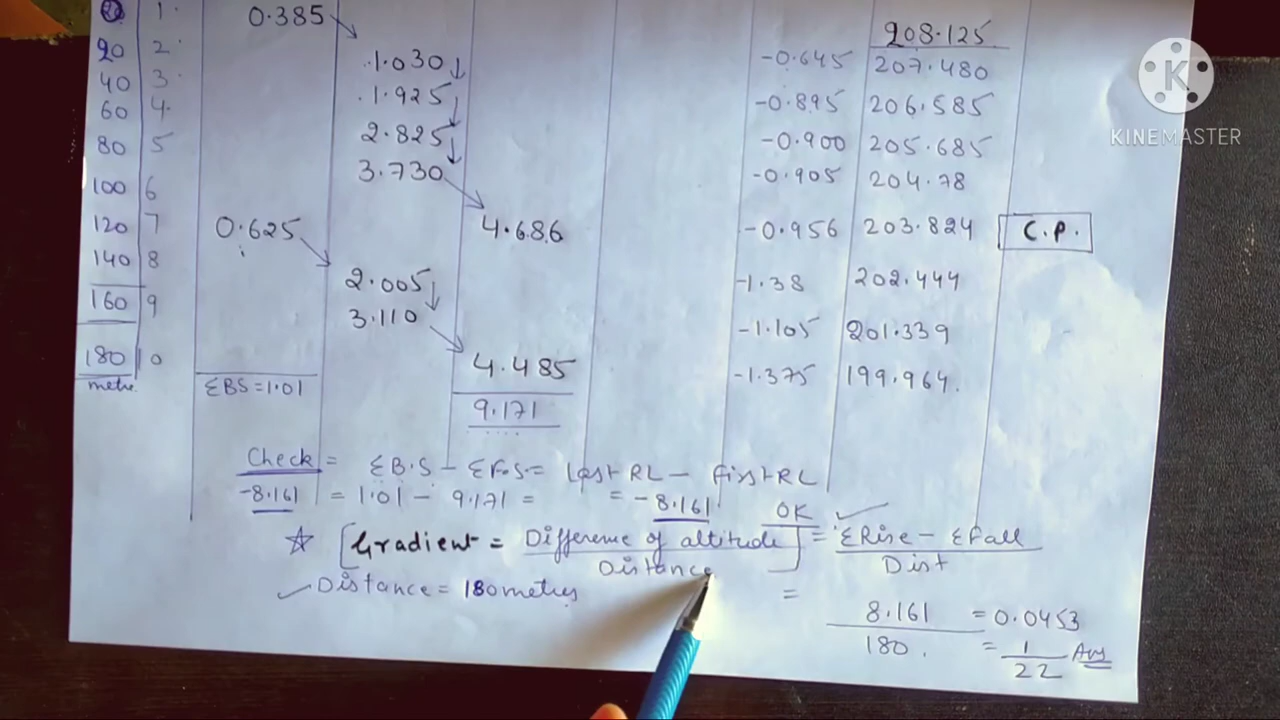 1. 0.385 208.125
20 2. 1.030 -0.645 207.480
40 3. 1.925 -0.895 206.585
60 4. 2.825 -0.900 205.685
80 5 3.730 -0.905 204.78
100 6 4.686 -0.956 203.824 C.P.
120 7 0.625
140 8 2.005 -1.38 202.444
160 9 3.110 -1.105 201.339
180 10 4.485 -1.375 199.964.
metre. ΣBS = 1.01 9.171
Check = ΣB.S - ΣF.S = Last RL - First RL
-8.161 = 1.01 - 9.171 = = -8.161 OK ✓
☆ [Gradient = Difference of altitude / Distance] = ΣRise - ΣFall / Dist
✓ Distance = 180 metres = 8.161 / 180. = 0.0453
= 1 / 22 Ans
K
KINEMASTER